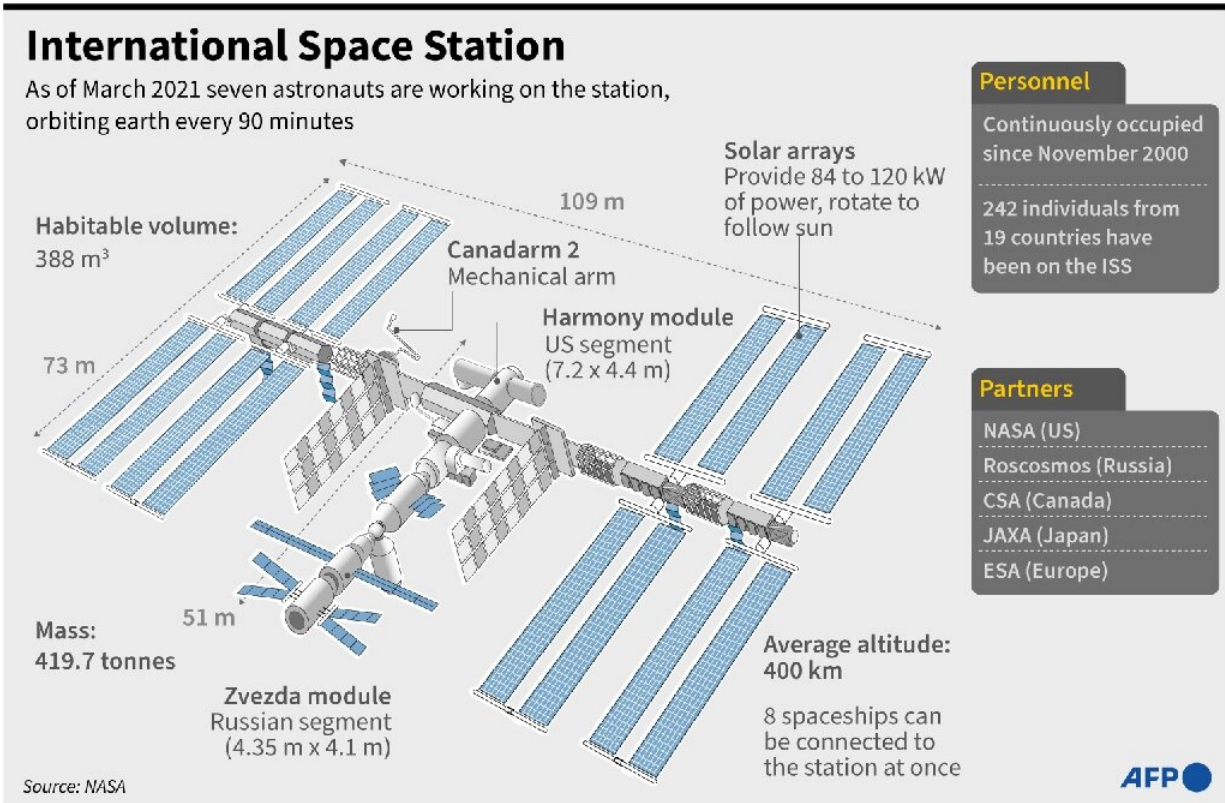 International Space Station
As of March 2021 seven astronauts are working on the station,
orbiting earth every 90 minutes
Habitable volume:
388 m³
109 m
Solar arrays
Provide 84 to 120 kW
of power, rotate to
follow sun
Canadarm 2
Mechanical arm
Harmony module
US segment
(7.2 x 4.4 m)
73 m
51 m
Mass:
419.7 tonnes
Zvezda module
Russian segment
(4.35 m x 4.1 m)
Average altitude:
400 km
8 spaceships can
be connected to
the station at once
Personnel
Continuously occupied
since November 2000
242 individuals from
19 countries have
been on the ISS
Partners
NASA (US)
Roscosmos (Russia)
CSA (Canada)
JAXA (Japan)
ESA (Europe)
Source: NASA
AFP